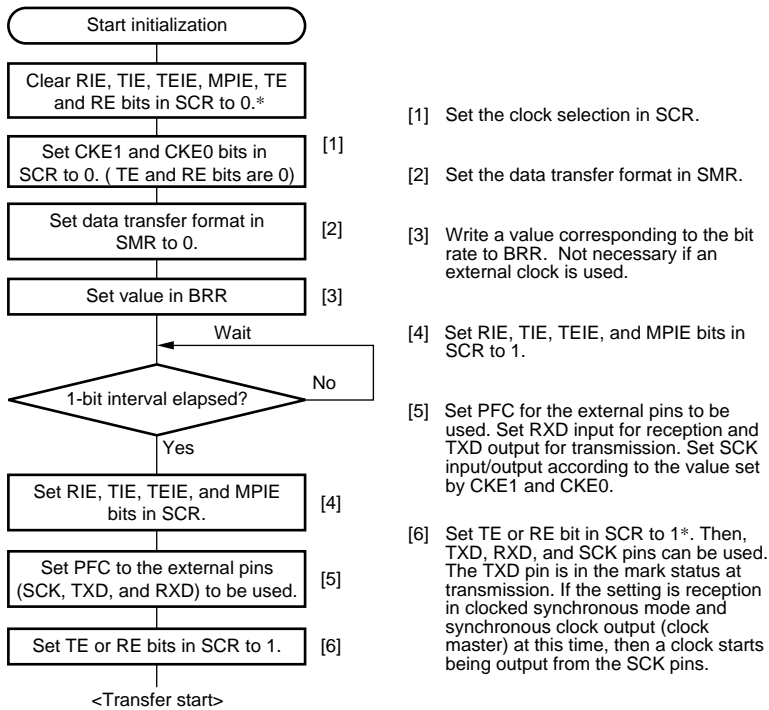 Start initialization
Clear RIE, TIE, TEIE, MPIE, TE
and RE bits in SCR to 0.*
Set CKE1 and CKE0 bits in
SCR to 0. ( TE and RE bits are 0)
[1]
Set data transfer format in
SMR to 0.
[2]
Set value in BRR
[3]
Wait
1-bit interval elapsed?
No
Yes
Set RIE, TIE, TEIE, and MPIE
bits in SCR.
[4]
Set PFC to the external pins
(SCK, TXD, and RXD) to be used.
[5]
Set TE or RE bits in SCR to 1.
[6]
<Transfer start>
[1] Set the clock selection in SCR.
[2] Set the data transfer format in SMR.
[3] Write a value corresponding to the bit
rate to BRR. Not necessary if an
external clock is used.
[4] Set RIE, TIE, TEIE, and MPIE bits in
SCR to 1.
[5] Set PFC for the external pins to be
used. Set RXD input for reception and
TXD output for transmission. Set SCK
input/output according to the value set
by CKE1 and CKE0.
[6] Set TE or RE bit in SCR to 1*. Then,
TXD, RXD, and SCK pins can be used.
The TXD pin is in the mark status at
transmission. If the setting is reception
in clocked synchronous mode and
synchronous clock output (clock
master) at this time, then a clock starts
being output from the SCK pins.